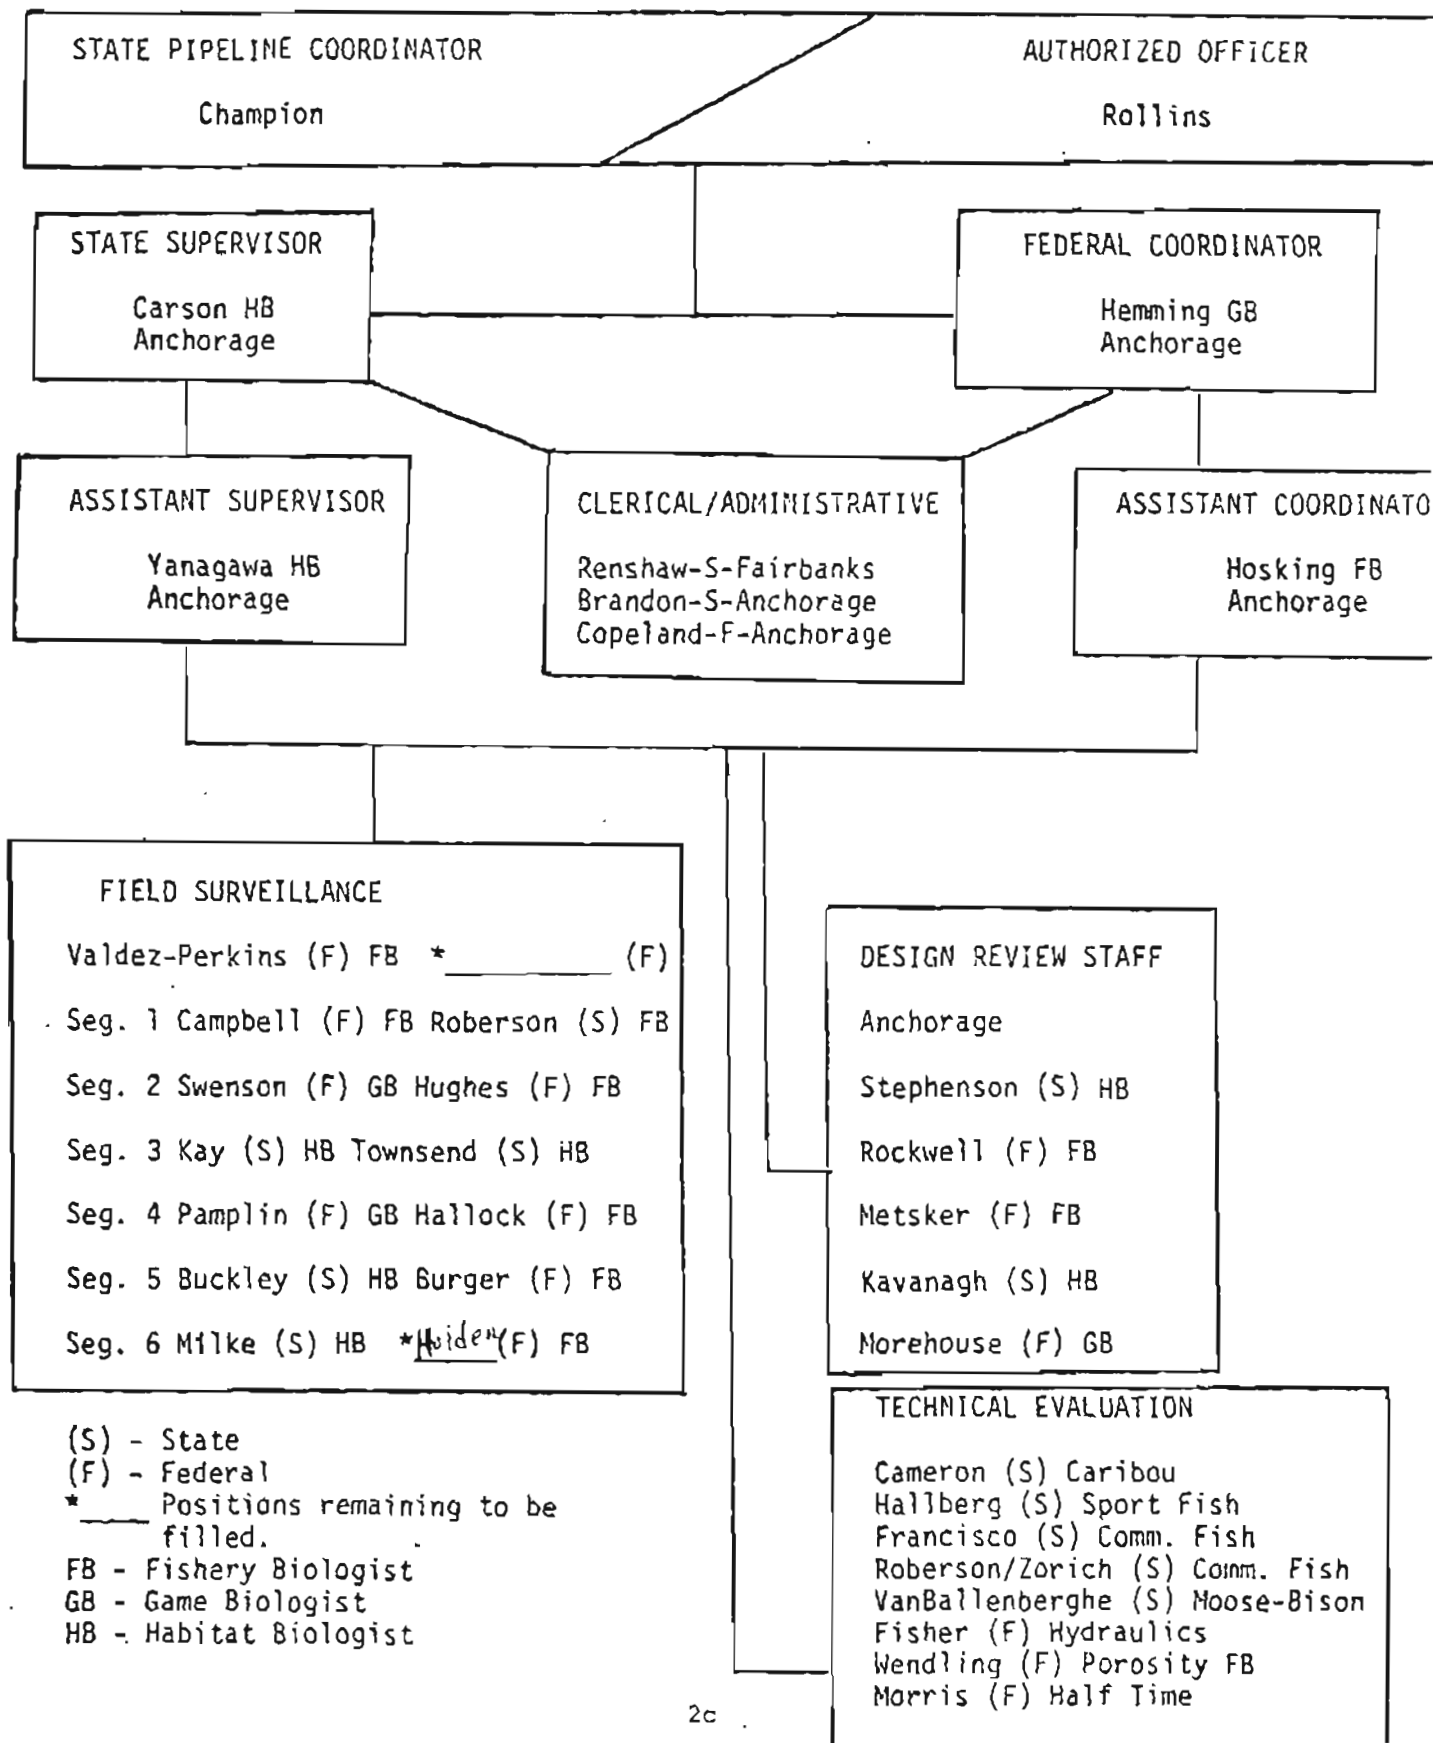 STATE PIPELINE COORDINATOR
Champion
AUTHORIZED OFFICER
Rollins
STATE SUPERVISOR
Carson HB
Anchorage
FEDERAL COORDINATOR
Hemming GB
Anchorage
ASSISTANT SUPERVISOR
Yanagawa HB
Anchorage
CLERICAL/ADMINISTRATIVE
Renshaw-S-Fairbanks
Brandon-S-Anchorage
Copeland-F-Anchorage
ASSISTANT COORDINATO
Hosking FB
Anchorage
FIELD SURVEILLANCE
Valdez-Perkins (F) FB *__________ (F)
Seg. 1 Campbell (F) FB Roberson (S) FB
Seg. 2 Swenson (F) GB Hughes (F) FB
Seg. 3 Kay (S) HB Townsend (S) HB
Seg. 4 Pamplin (F) GB Hallock (F) FB
Seg. 5 Buckley (S) HB Burger (F) FB
Seg. 6 Milke (S) HB * (F) FB
DESIGN REVIEW STAFF
Anchorage
Stephenson (S) HB
Rockwell (F) FB
Metsker (F) FB
Kavanagh (S) HB
Morehouse (F) GB
TECHNICAL EVALUATION
Cameron (S) Caribou
Hallberg (S) Sport Fish
Francisco (S) Comm. Fish
Roberson/Zorich (S) Comm. Fish
VanBallenberghe (S) Moose-Bison
Fisher (F) Hydraulics
Wendling (F) Porosity FB
Morris (F) Half Time
(S) - State
(F) - Federal
*____ Positions remaining to be
filled.
FB - Fishery Biologist
GB - Game Biologist
HB - Habitat Biologist
2c